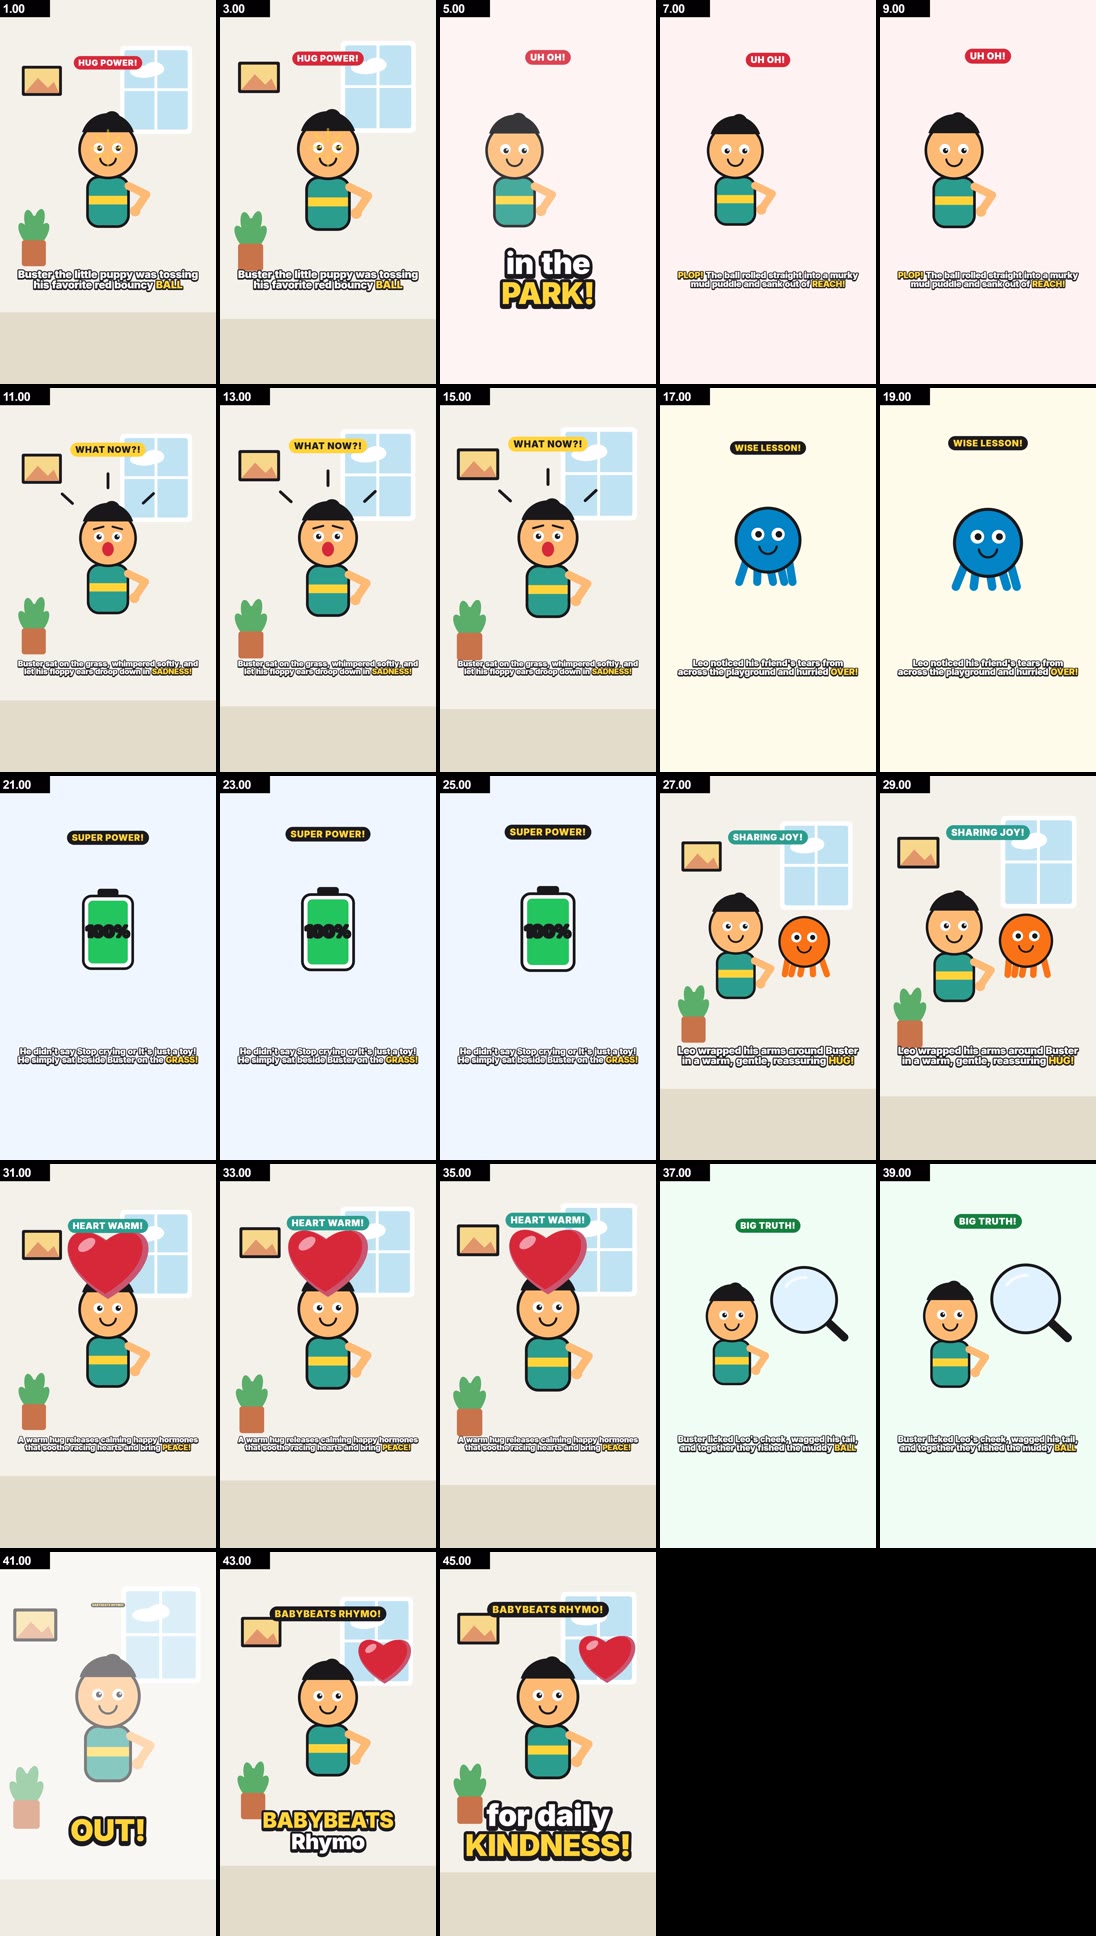 1.00
HUG POWER!
Buster the little puppy was tossing
his favorite red bouncy BALL
3.00
HUG POWER!
Buster the little puppy was tossing
his favorite red bouncy BALL
5.00
UH OH!
in the
PARK!
7.00
UH OH!
PLOP! The ball rolled straight into a murky
mud puddle and sank out of REACH!
9.00
UH OH!
PLOP! The ball rolled straight into a murky
mud puddle and sank out of REACH!
11.00
WHAT NOW?!
Buster sat on the grass, whimpered softly, and
let his floppy ears droop down in SADNESS!
13.00
WHAT NOW?!
Buster sat on the grass, whimpered softly, and
let his floppy ears droop down in SADNESS!
15.00
WHAT NOW?!
Buster sat on the grass, whimpered softly, and
let his floppy ears droop down in SADNESS!
17.00
WISE LESSON!
Leo noticed his friend's tears from
across the playground and hurried OVER!
19.00
WISE LESSON!
Leo noticed his friend's tears from
across the playground and hurried OVER!
21.00
SUPER POWER!
100%
He didn't say Stop crying or it's just a toy!
He simply sat beside Buster on the GRASS!
23.00
SUPER POWER!
100%
He didn't say Stop crying or it's just a toy!
He simply sat beside Buster on the GRASS!
25.00
SUPER POWER!
100%
He didn't say Stop crying or it's just a toy!
He simply sat beside Buster on the GRASS!
27.00
SHARING JOY!
Leo wrapped his arms around Buster
in a warm, gentle, reassuring HUG!
29.00
SHARING JOY!
Leo wrapped his arms around Buster
in a warm, gentle, reassuring HUG!
31.00
HEART WARM!
A warm hug releases calming happy hormones
that soothe racing hearts and bring PEACE!
33.00
HEART WARM!
A warm hug releases calming happy hormones
that soothe racing hearts and bring PEACE!
35.00
HEART WARM!
A warm hug releases calming happy hormones
that soothe racing hearts and bring PEACE!
37.00
BIG TRUTH!
Buster licked Leo's cheek, wagged his tail,
and together they fished the muddy BALL
39.00
BIG TRUTH!
Buster licked Leo's cheek, wagged his tail,
and together they fished the muddy BALL
41.00
OUT!
43.00
BABYBEATS RHYMO!
BABYBEATS
Rhymo
45.00
BABYBEATS RHYMO!
for daily
KINDNESS!